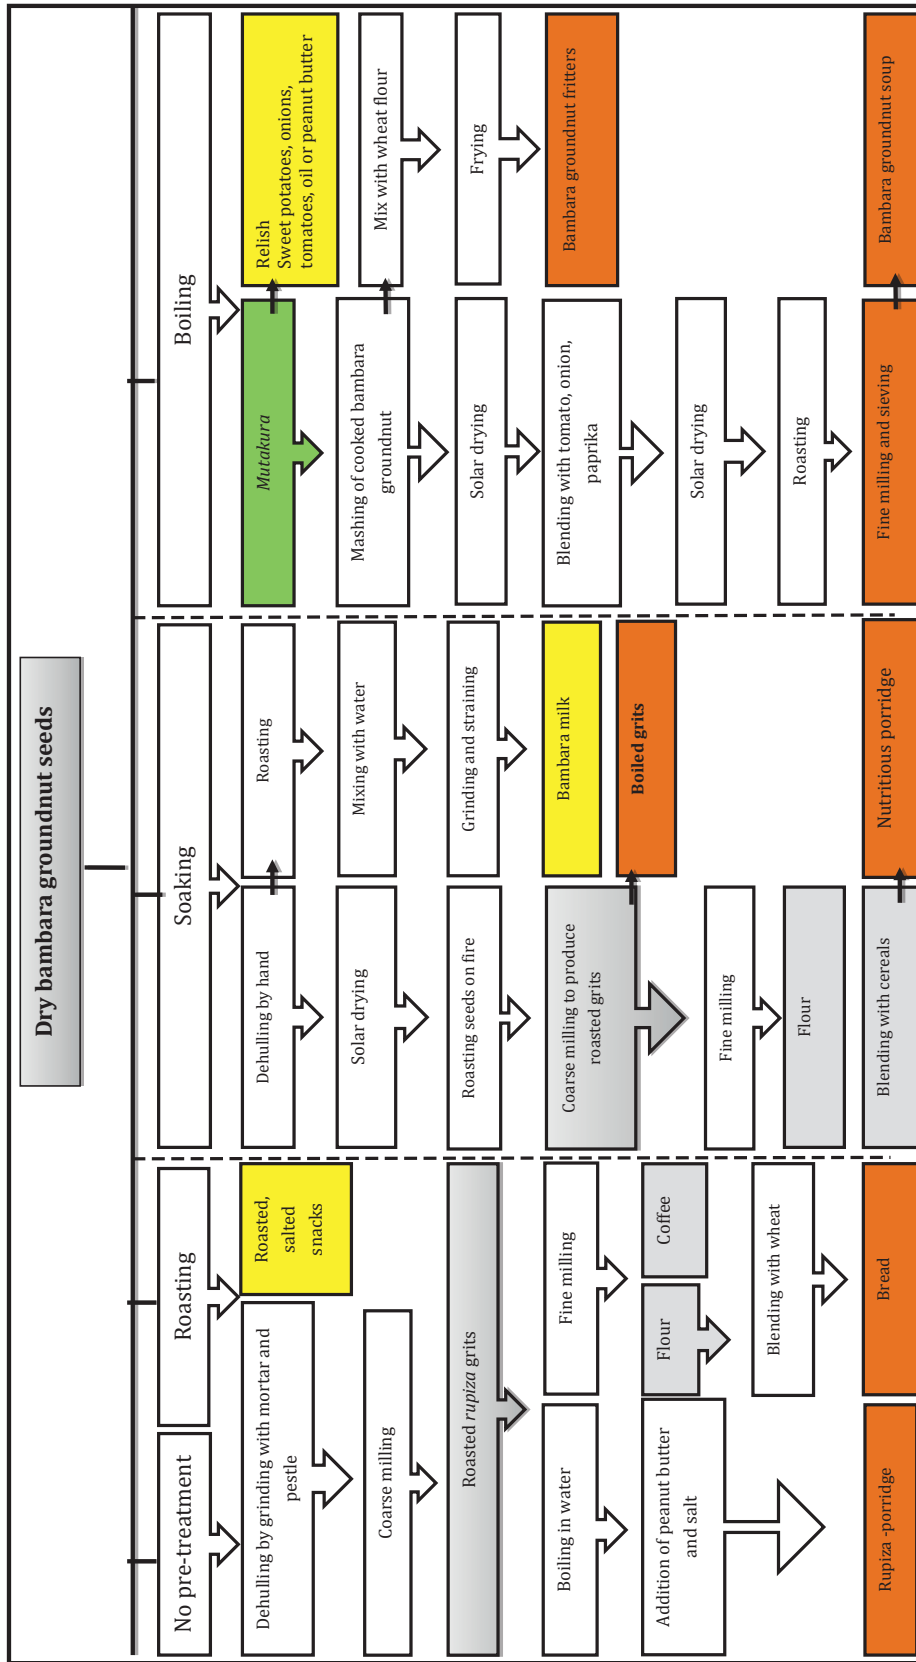 Dry bambara groundnut seeds
No pre-treatment
Roasting
Soaking
Boiling
Dehulling by grinding with mortar and
pestle
Roasted,
salted
snacks
Coarse milling
Roasted rupiza grits
Boiling in water
Fine milling
Addition of peanut butter
and salt
Flour
Coffee
Blending with wheat
Rupiza -porridge
Bread
Dehulling by hand
Roasting
Solar drying
Mixing with water
Roasting seeds on fire
Grinding and straining
Coarse milling to produce
roasted grits
Bambara milk
Boiled grits
Fine milling
Flour
Blending with cereals
Nutritious porridge
Mutakura
Relish
Sweet potatoes, onions,
tomatoes, oil or peanut butter
Mashing of cooked bambara
groundnut
Mix with wheat flour
Solar drying
Frying
Blending with tomato, onion,
paprika
Bambara groundnut fritters
Solar drying
Roasting
Fine milling and sieving
Bambara groundnut soup